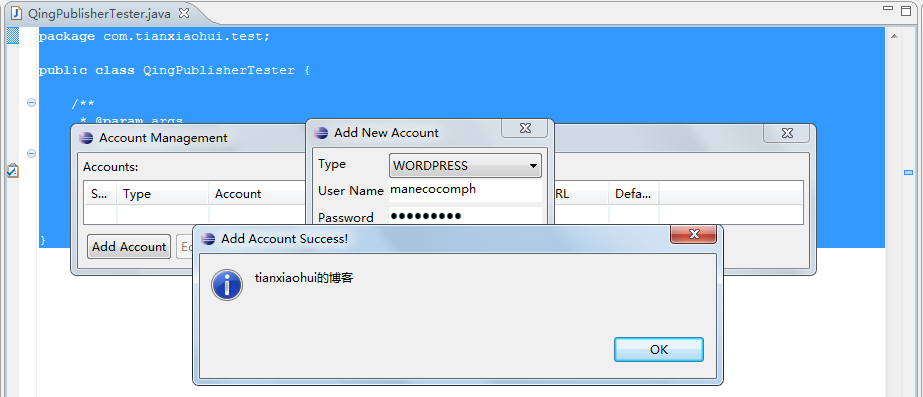 QingPublisherTester.java
package com.tianxiaohui.test;
public class QingPublisherTester {
/**
* @param args
Account Management
Add New Account
Accounts:
Type
WORDPRESS
S...
Type
Account
User Name
manecocomph
RL
Defa...
Password
●●●●●●●●●
}
Add Account
Ed
Add Account Success!
tianxiaohui的博客
OK